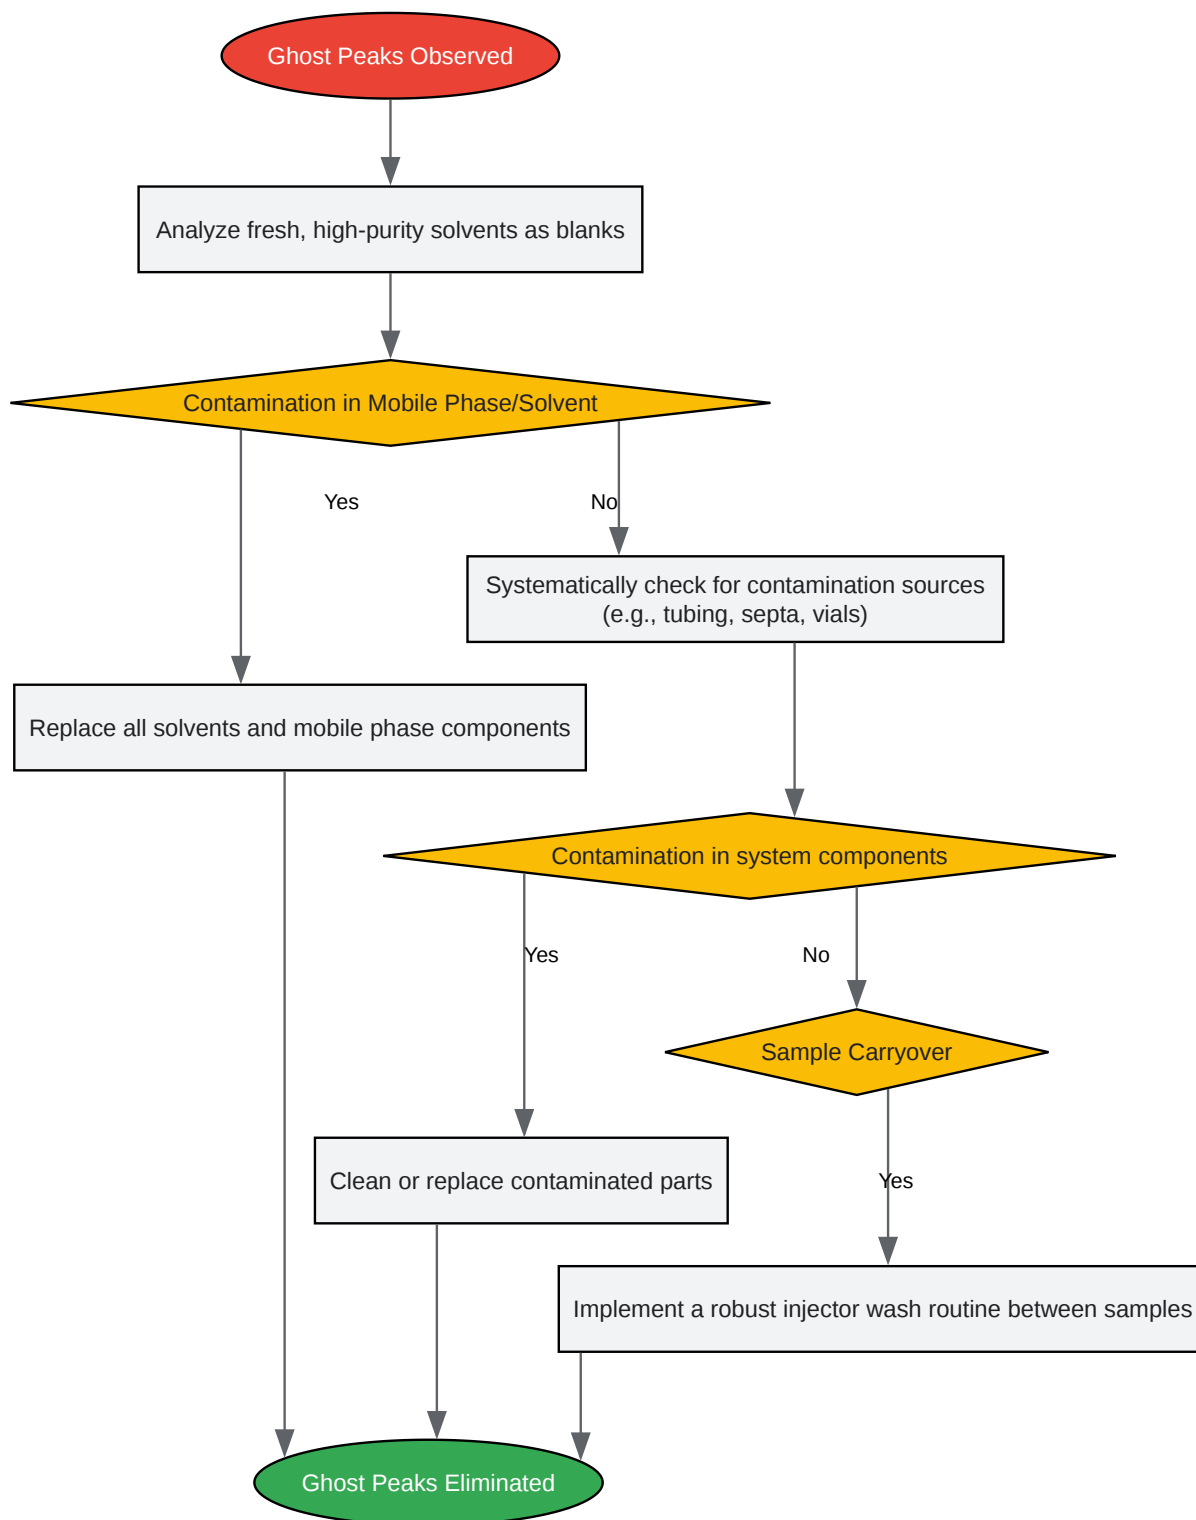 Ghost Peaks Observed
Analyze fresh, high-purity solvents as blanks
Contamination in Mobile Phase/Solvent
Yes
No
Systematically check for contamination sources
(e.g., tubing, septa, vials)
Replace all solvents and mobile phase components
Contamination in system components
Yes
No
Sample Carryover
Clean or replace contaminated parts
Yes
Implement a robust injector wash routine between samples
Ghost Peaks Eliminated